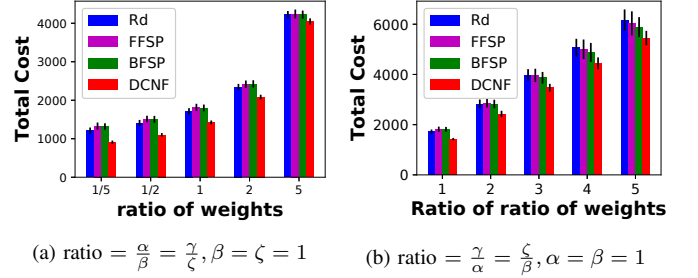 Total Cost
4000
3000
2000
1000
0
Rd
FFSP
BFSP
DCNF
1/5 1/2 1 2 5
ratio of weights
(a) ratio = α/β = γ/ζ, β = ζ = 1
Total Cost
6000
4000
2000
0
Rd
FFSP
BFSP
DCNF
1 2 3 4 5
Ratio of ratio of weights
(b) ratio = γ/α = ζ/β, α = β = 1